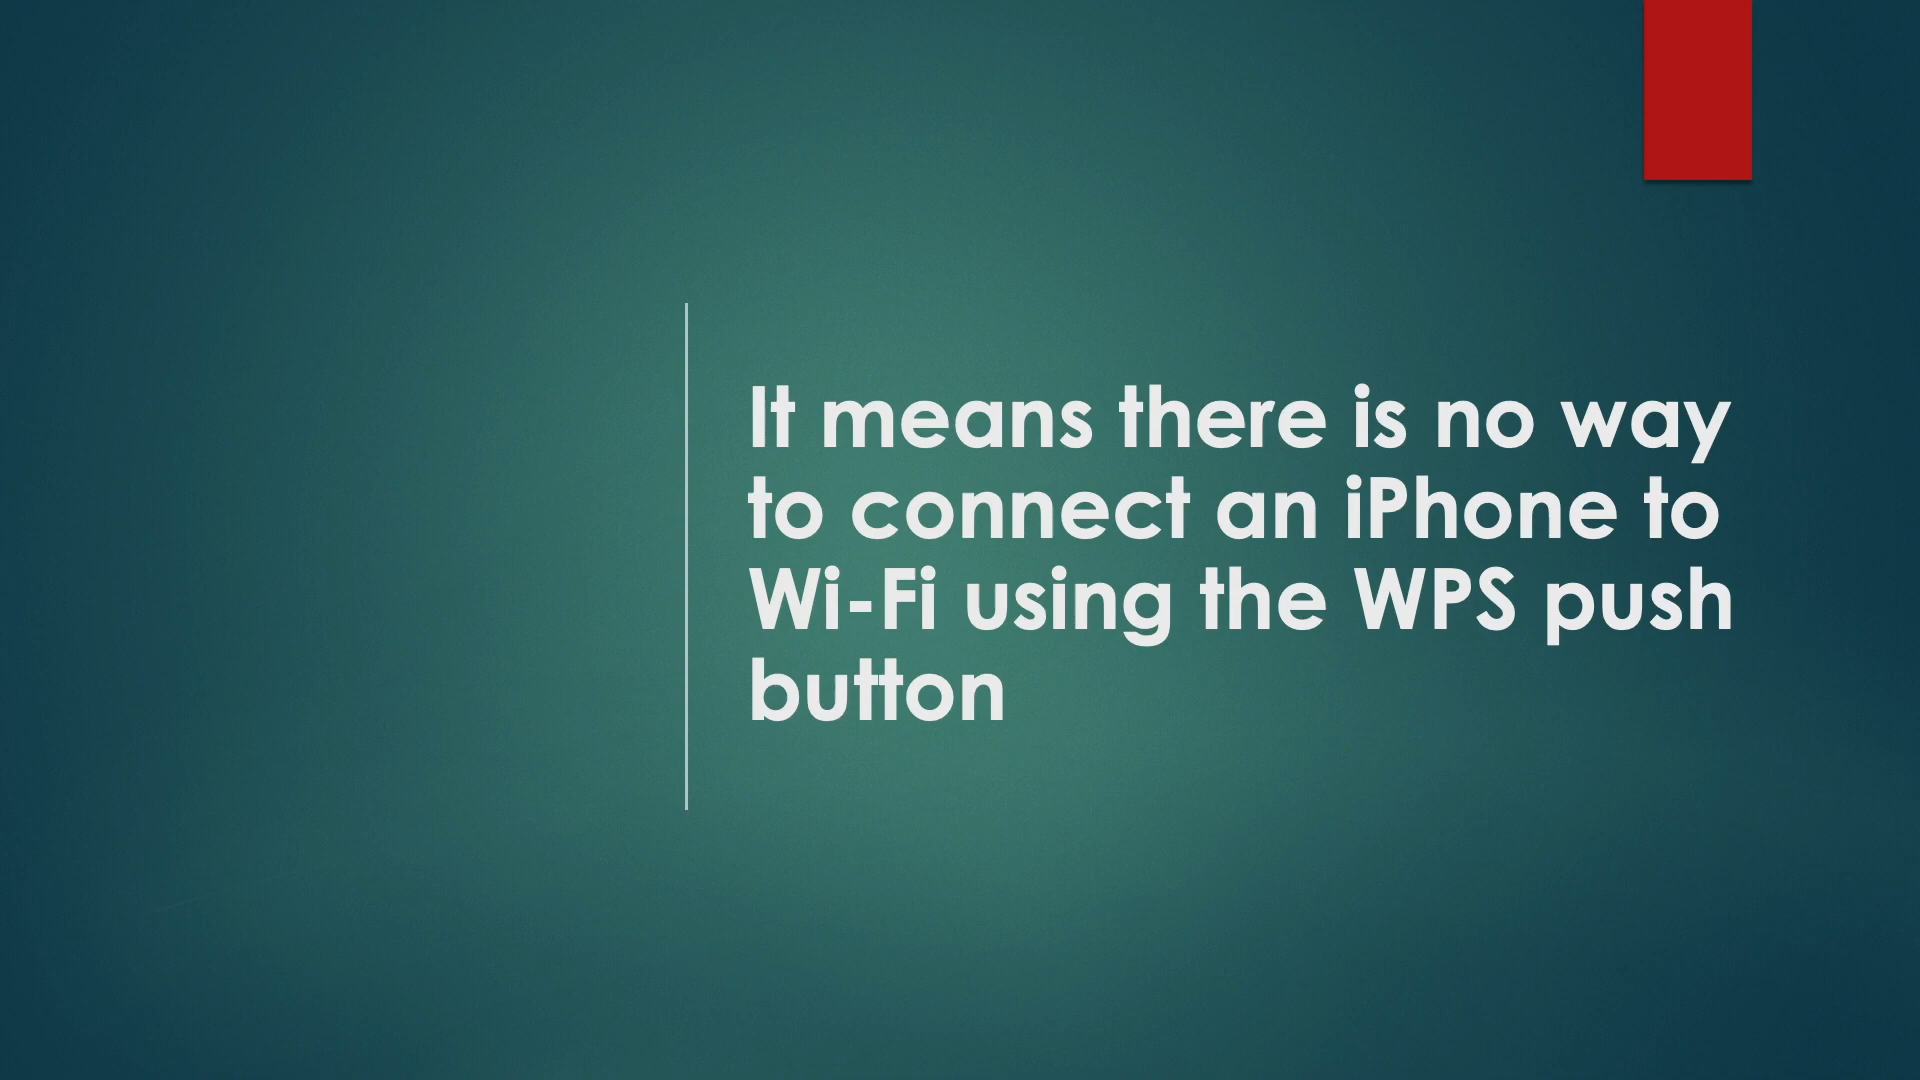 It means there is no way
to connect an iPhone to
Wi-Fi using the WPS push
button